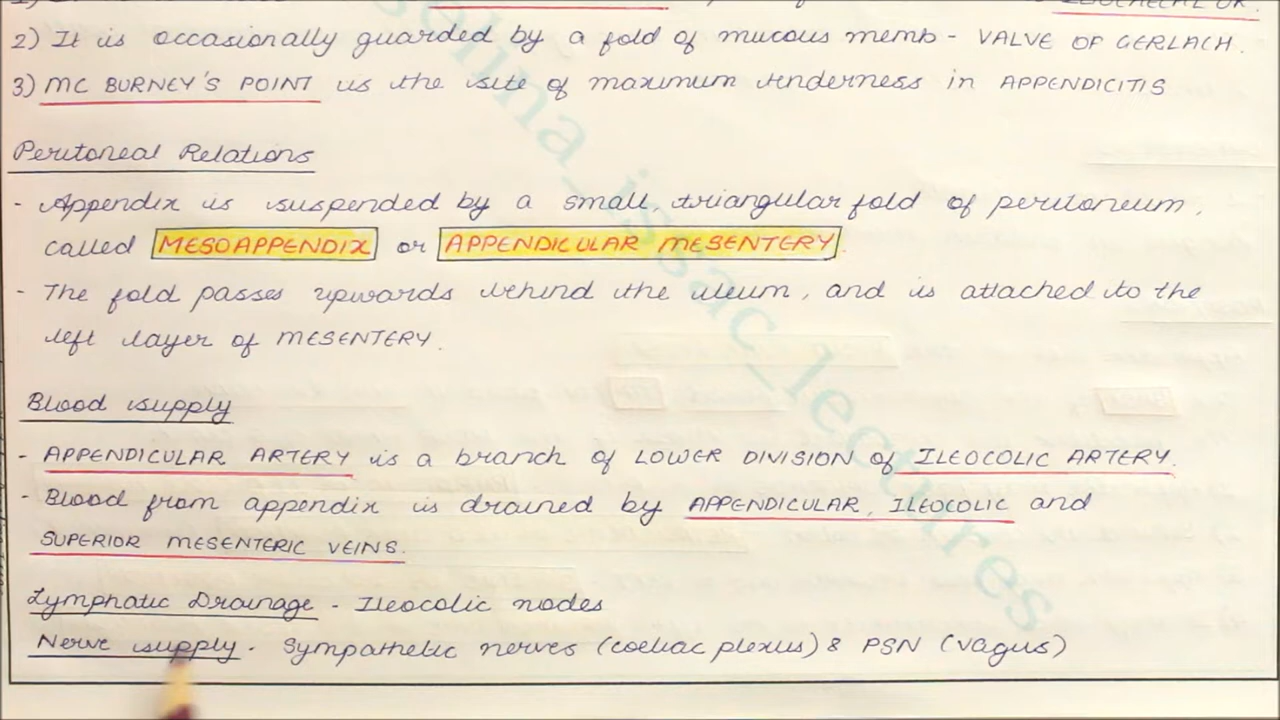 2) It is occasionally guarded by a fold of mucous memb - VALVE OF GERLACH.
3) MC BURNEY'S POINT is the site of maximum tenderness in APPENDICITIS
Peritoneal Relations
- Appendix is suspended by a small, triangular fold of peritoneum,
called MESOAPPENDIX or APPENDICULAR MESENTERY.
- The fold passes upwards behind the ileum, and is attached to the
left layer of MESENTERY.
Blood supply
- APPENDICULAR ARTERY is a branch of LOWER DIVISION of ILEOCOLIC ARTERY.
- Blood from appendix is drained by APPENDICULAR, ILEOCOLIC and
SUPERIOR MESENTERIC VEINS.
Lymphatic Drainage - Ileocolic nodes
Nerve supply - Sympathetic nerves (coeliac plexus) & PSN (vagus)
selina_issac_lectures